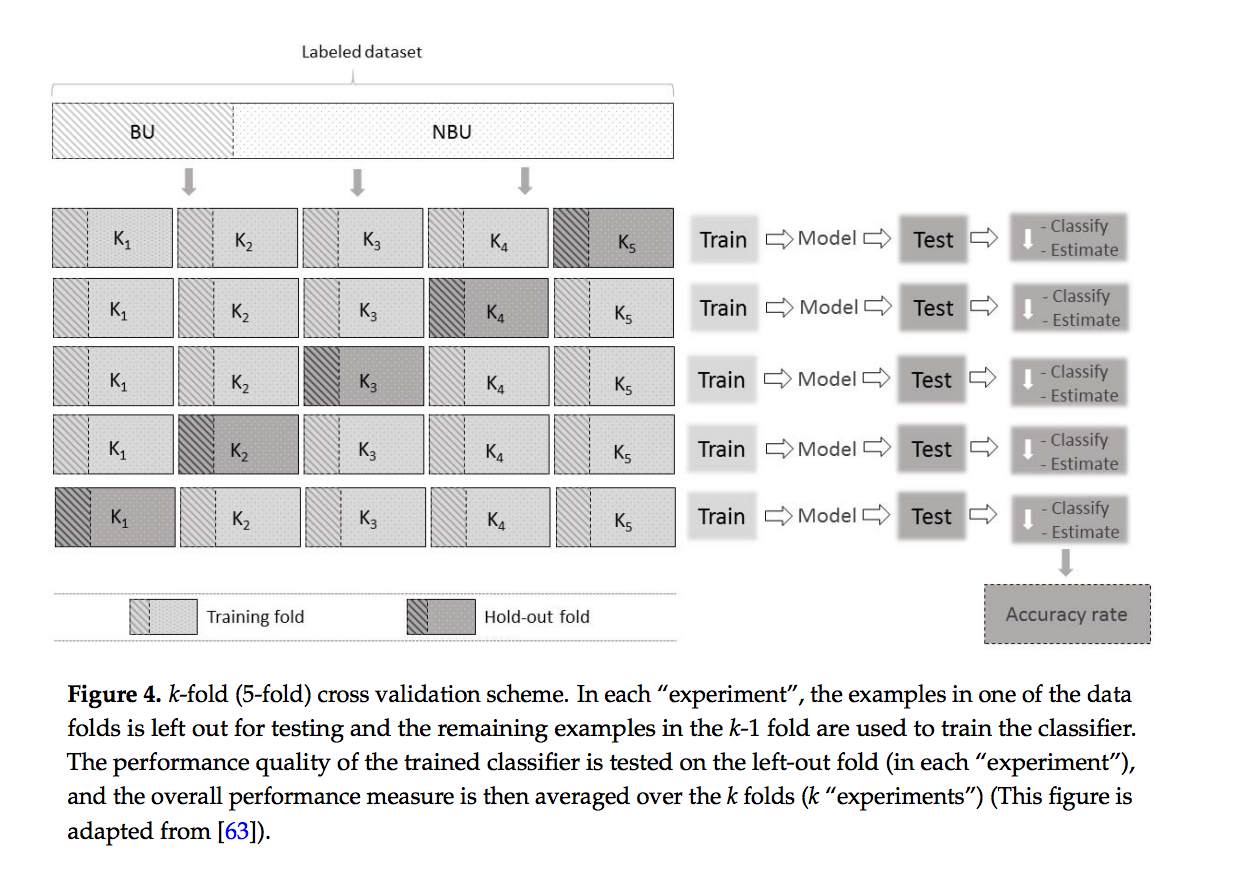 Labeled dataset
BU NBU
K1 K2 K3 K4 K5 Train Model Test - Classify
- Estimate
K1 K2 K3 K4 K5 Train Model Test - Classify
- Estimate
K1 K2 K3 K4 K5 Train Model Test - Classify
- Estimate
K1 K2 K3 K4 K5 Train Model Test - Classify
- Estimate
K1 K2 K3 K4 K5 Train Model Test - Classify
- Estimate
Training fold Hold-out fold
Accuracy rate
Figure 4. k-fold (5-fold) cross validation scheme. In each “experiment”, the examples in one of the data
folds is left out for testing and the remaining examples in the k-1 fold are used to train the classifier.
The performance quality of the trained classifier is tested on the left-out fold (in each “experiment”),
and the overall performance measure is then averaged over the k folds (k “experiments”) (This figure is
adapted from [63]).